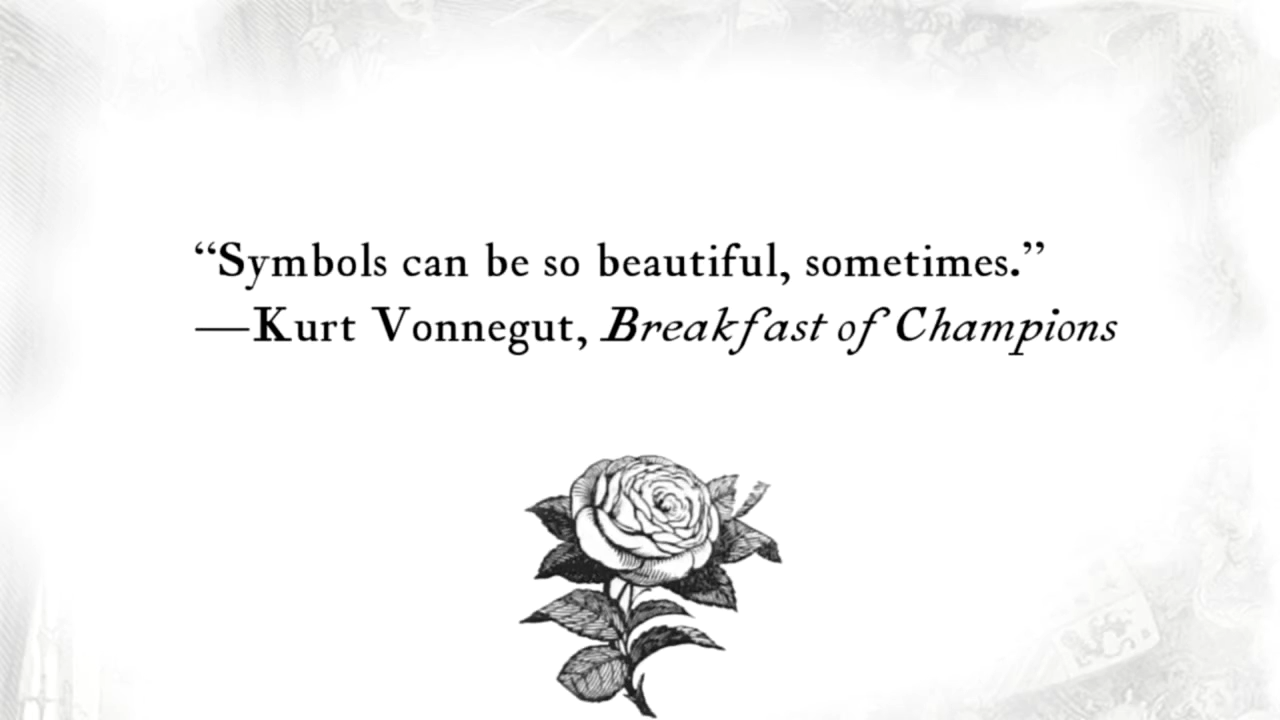 “Symbols can be so beautiful, sometimes.”
—Kurt Vonnegut, Breakfast of Champions